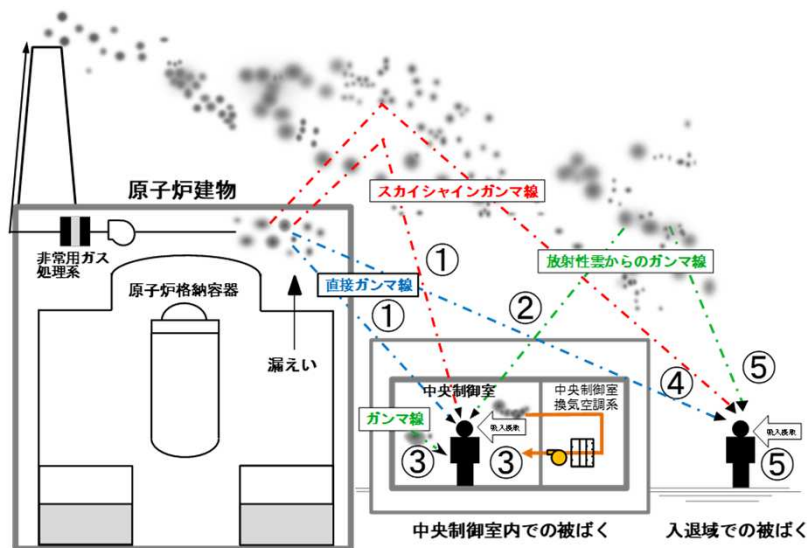 原子炉建物
スカイシャインガンマ線
非常用ガス
処理系
①
放射性雲からのガンマ線
原子炉格納容器
直接ガンマ線
①
②
漏えい
④
⑤
中央制御室
中央制御室
換気空調系
ガンマ線
吸入摂取
吸入摂取
③
③
⑤
中央制御室内での被ばく
入退域での被ばく